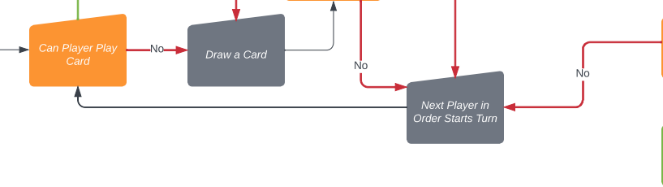 Can Player Play
Card
No
Draw a Card
No
No
Next Player in
Order Starts Turn